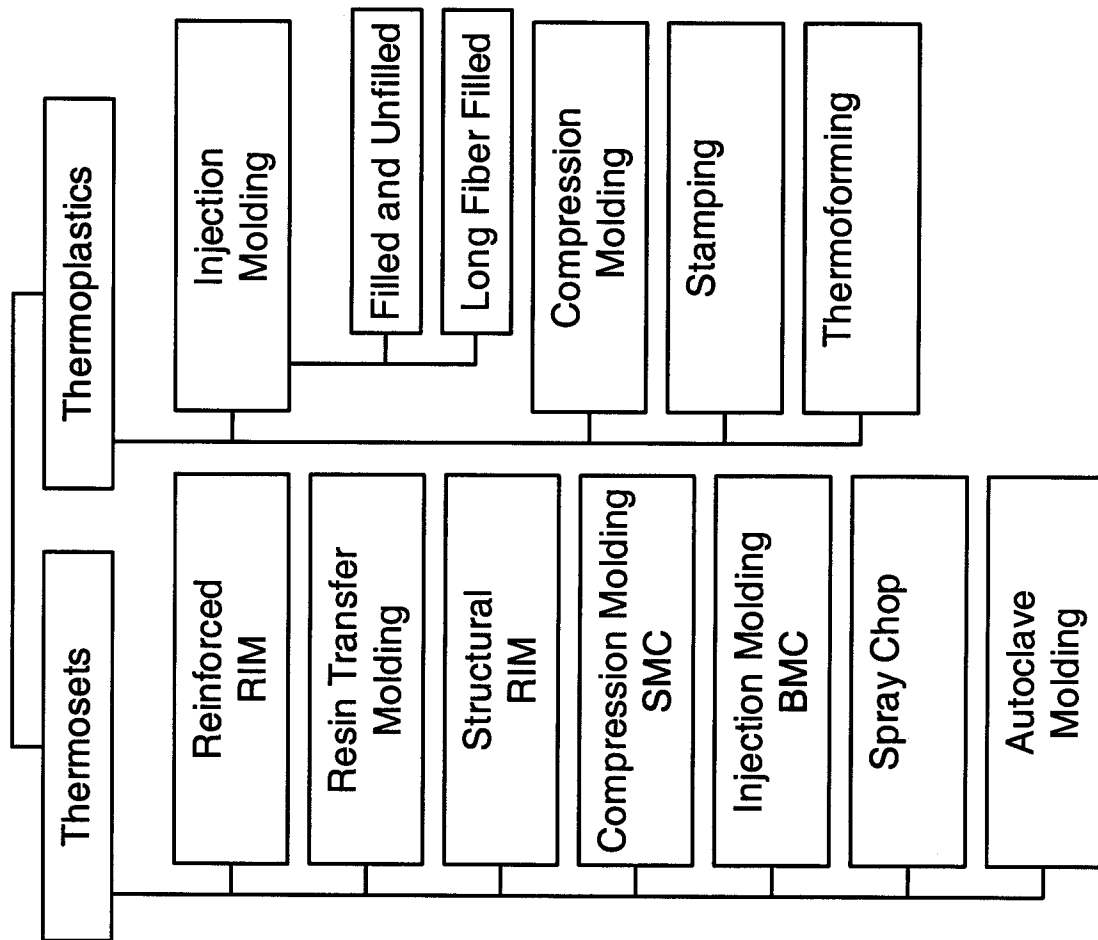 Thermosets
Reinforced
RIM
Resin Transfer
Molding
Structural
RIM
Compression Molding
SMC
Injection Molding
BMC
Spray Chop
Autoclave
Molding
Thermoplastics
Injection
Molding
Filled and Unfilled
Long Fiber Filled
Compression
Molding
Stamping
Thermoforming